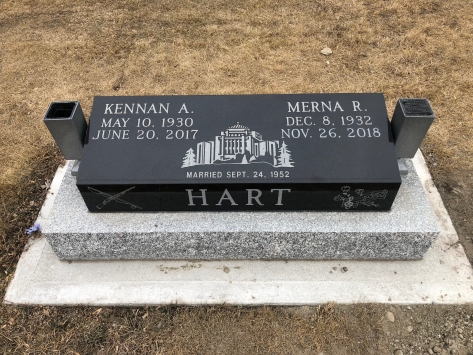 KENNAN A.
MAY 10, 1930
JUNE 20, 2017
MERNA R.
DEC. 8, 1932
NOV. 26, 2018
MARRIED SEPT. 24, 1952
HART